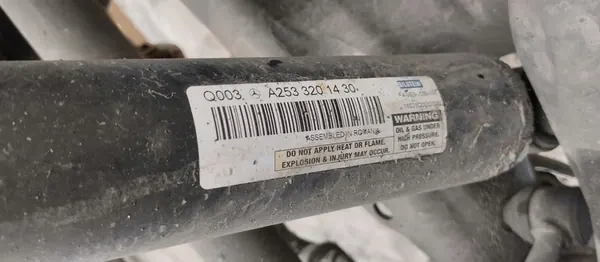 Q003 A253 320 14 30
ASSEMBLED IN ROMANIA
DO NOT APPLY HEAT OR FLAME.
EXPLOSION & INJURY MAY OCCUR.
WARNING
OIL & GAS UNDER
HIGH PRESSURE.
DO NOT OPEN.